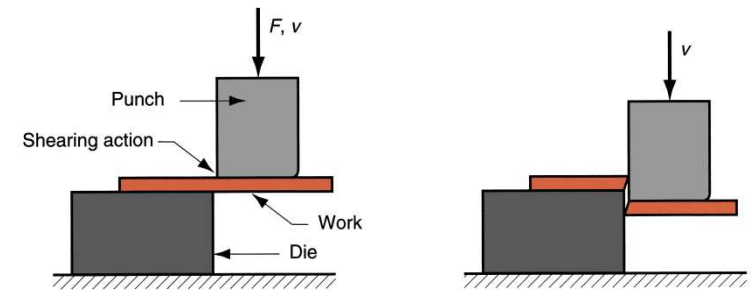 F, v
v
Punch
Shearing action
Work
Die